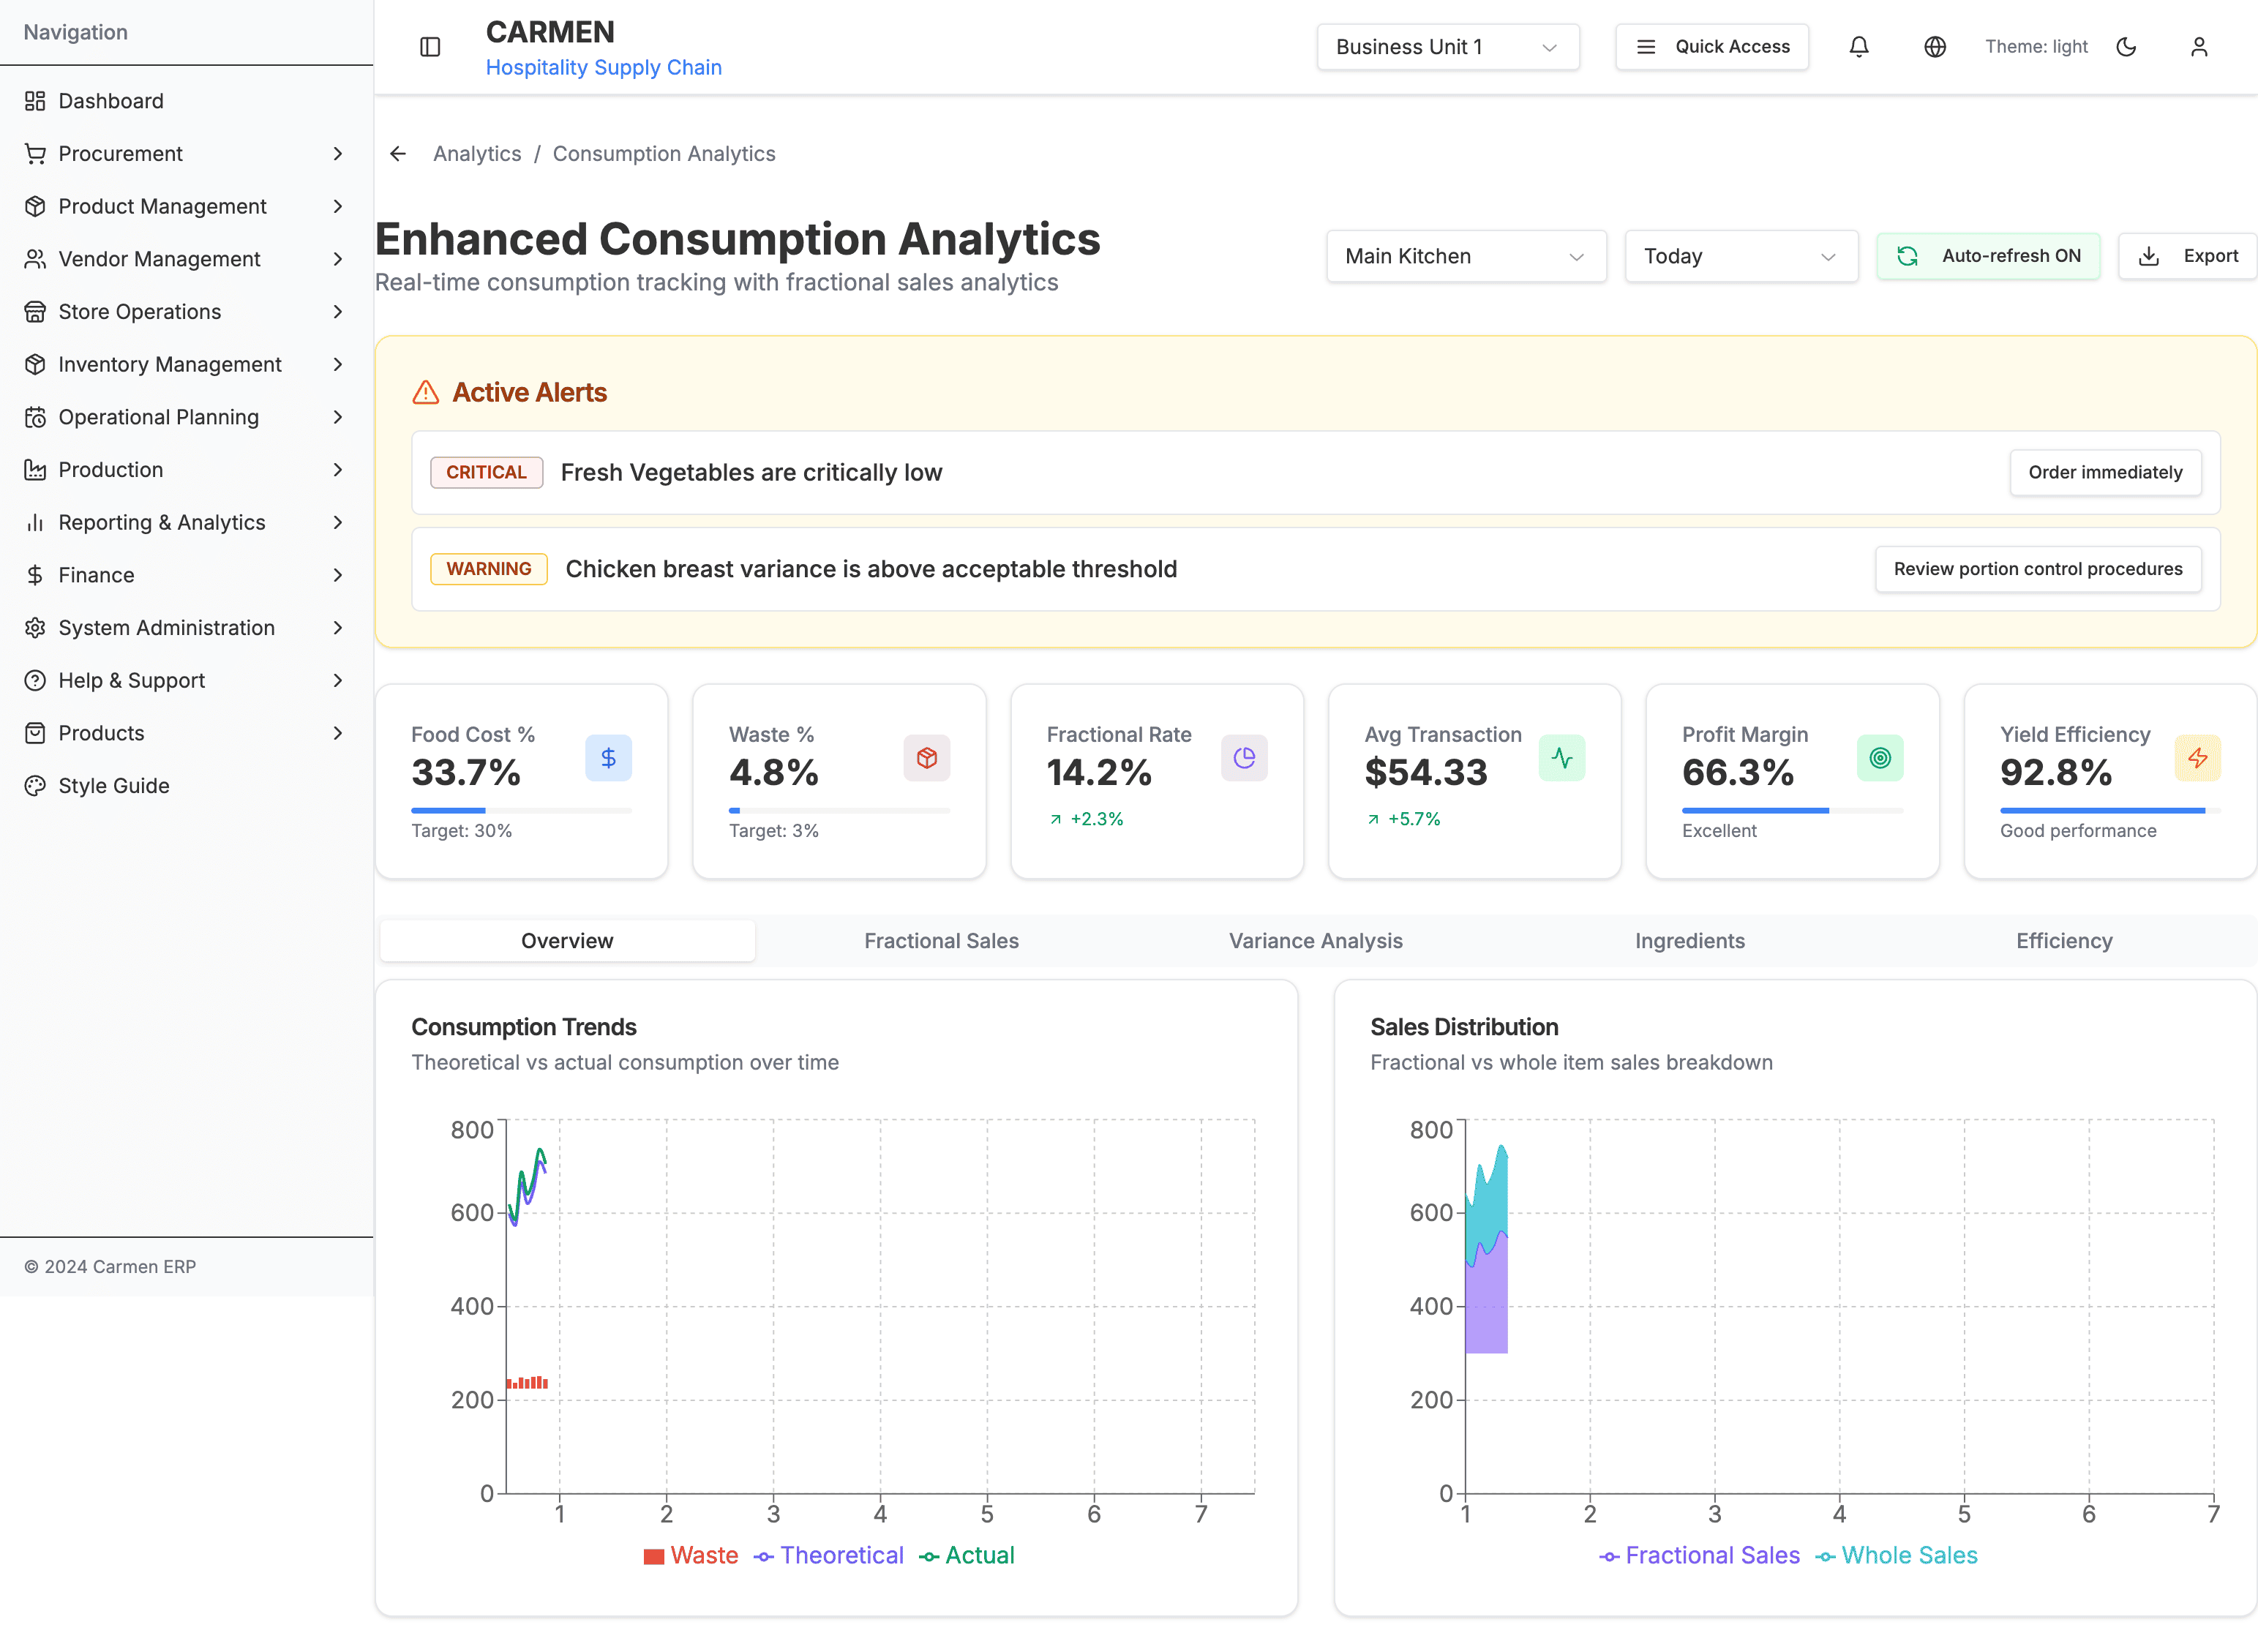 Navigation
Dashboard
Procurement
Product Management
Vendor Management
Store Operations
Inventory Management
Operational Planning
Production
Reporting & Analytics
Finance
System Administration
Help & Support
Products
Style Guide
© 2024 Carmen ERP
CARMEN
Hospitality Supply Chain
Business Unit 1
Quick Access
Theme: light
Analytics / Consumption Analytics
Enhanced Consumption Analytics
Real-time consumption tracking with fractional sales analytics
Main Kitchen
Today
Auto-refresh ON
Export
Active Alerts
CRITICAL Fresh Vegetables are critically low
Order immediately
WARNING Chicken breast variance is above acceptable threshold
Review portion control procedures
Food Cost %
33.7%
Target: 30%
Waste %
4.8%
Target: 3%
Fractional Rate
14.2%
+2.3%
Avg Transaction
$54.33
+5.7%
Profit Margin
66.3%
Excellent
Yield Efficiency
92.8%
Good performance
Overview
Fractional Sales
Variance Analysis
Ingredients
Efficiency
Consumption Trends
Theoretical vs actual consumption over time
800
600
400
200
0
1 2 3 4 5 6 7
Waste Theoretical Actual
Sales Distribution
Fractional vs whole item sales breakdown
800
600
400
200
0
1 2 3 4 5 6 7
Fractional Sales Whole Sales